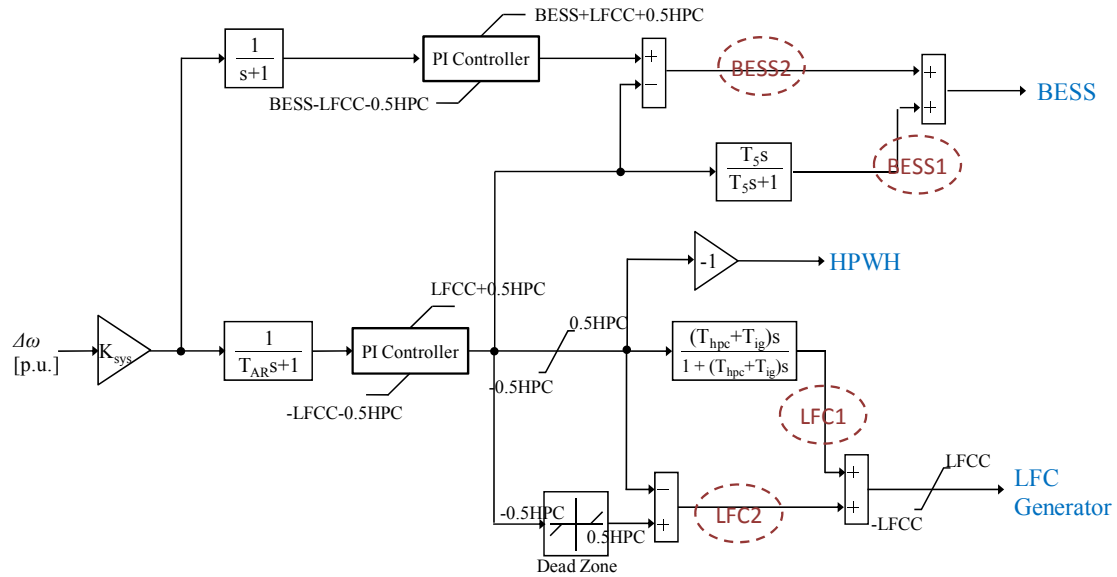 BESS+LFCC+0.5HPC
1
s+1
PI Controller
BESS-LFCC-0.5HPC
+
−
BESS2
+
+
BESS
T5s
T5s+1
BESS1
-1
HPWH
Δω
[p.u.]
Ksys
1
TARs+1
LFCC+0.5HPC
PI Controller
-LFCC-0.5HPC
0.5HPC
-0.5HPC
(Thpc+Tig)s
1 + (Thpc+Tig)s
LFC1
-0.5HPC
0.5HPC
Dead Zone
−
+
LFC2
+
+
LFCC
-LFCC
LFC
Generator